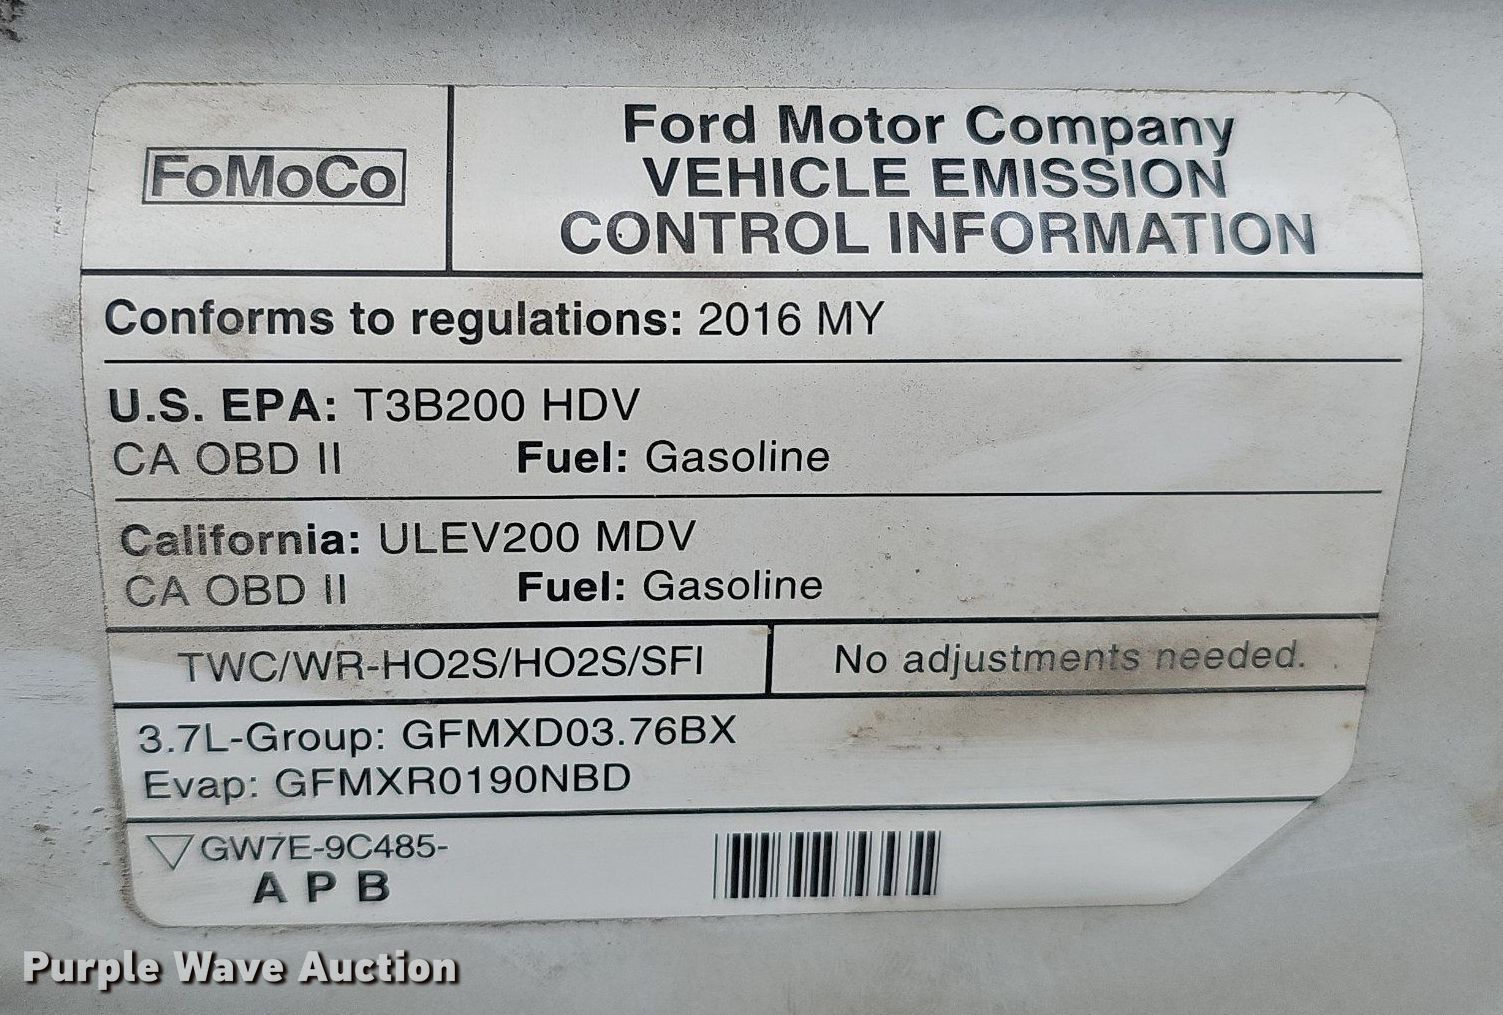 FoMoCo
Ford Motor Company
VEHICLE EMISSION
CONTROL INFORMATION
Conforms to regulations: 2016 MY
U.S. EPA: T3B200 HDV
CA OBD II Fuel: Gasoline
California: ULEV200 MDV
CA OBD II Fuel: Gasoline
TWC/WR-HO2S/HO2S/SFI
No adjustments needed.
3.7L-Group: GFMXD03.76BX
Evap: GFMXR0190NBD
GW7E-9C485-
A P B
Purple Wave Auction